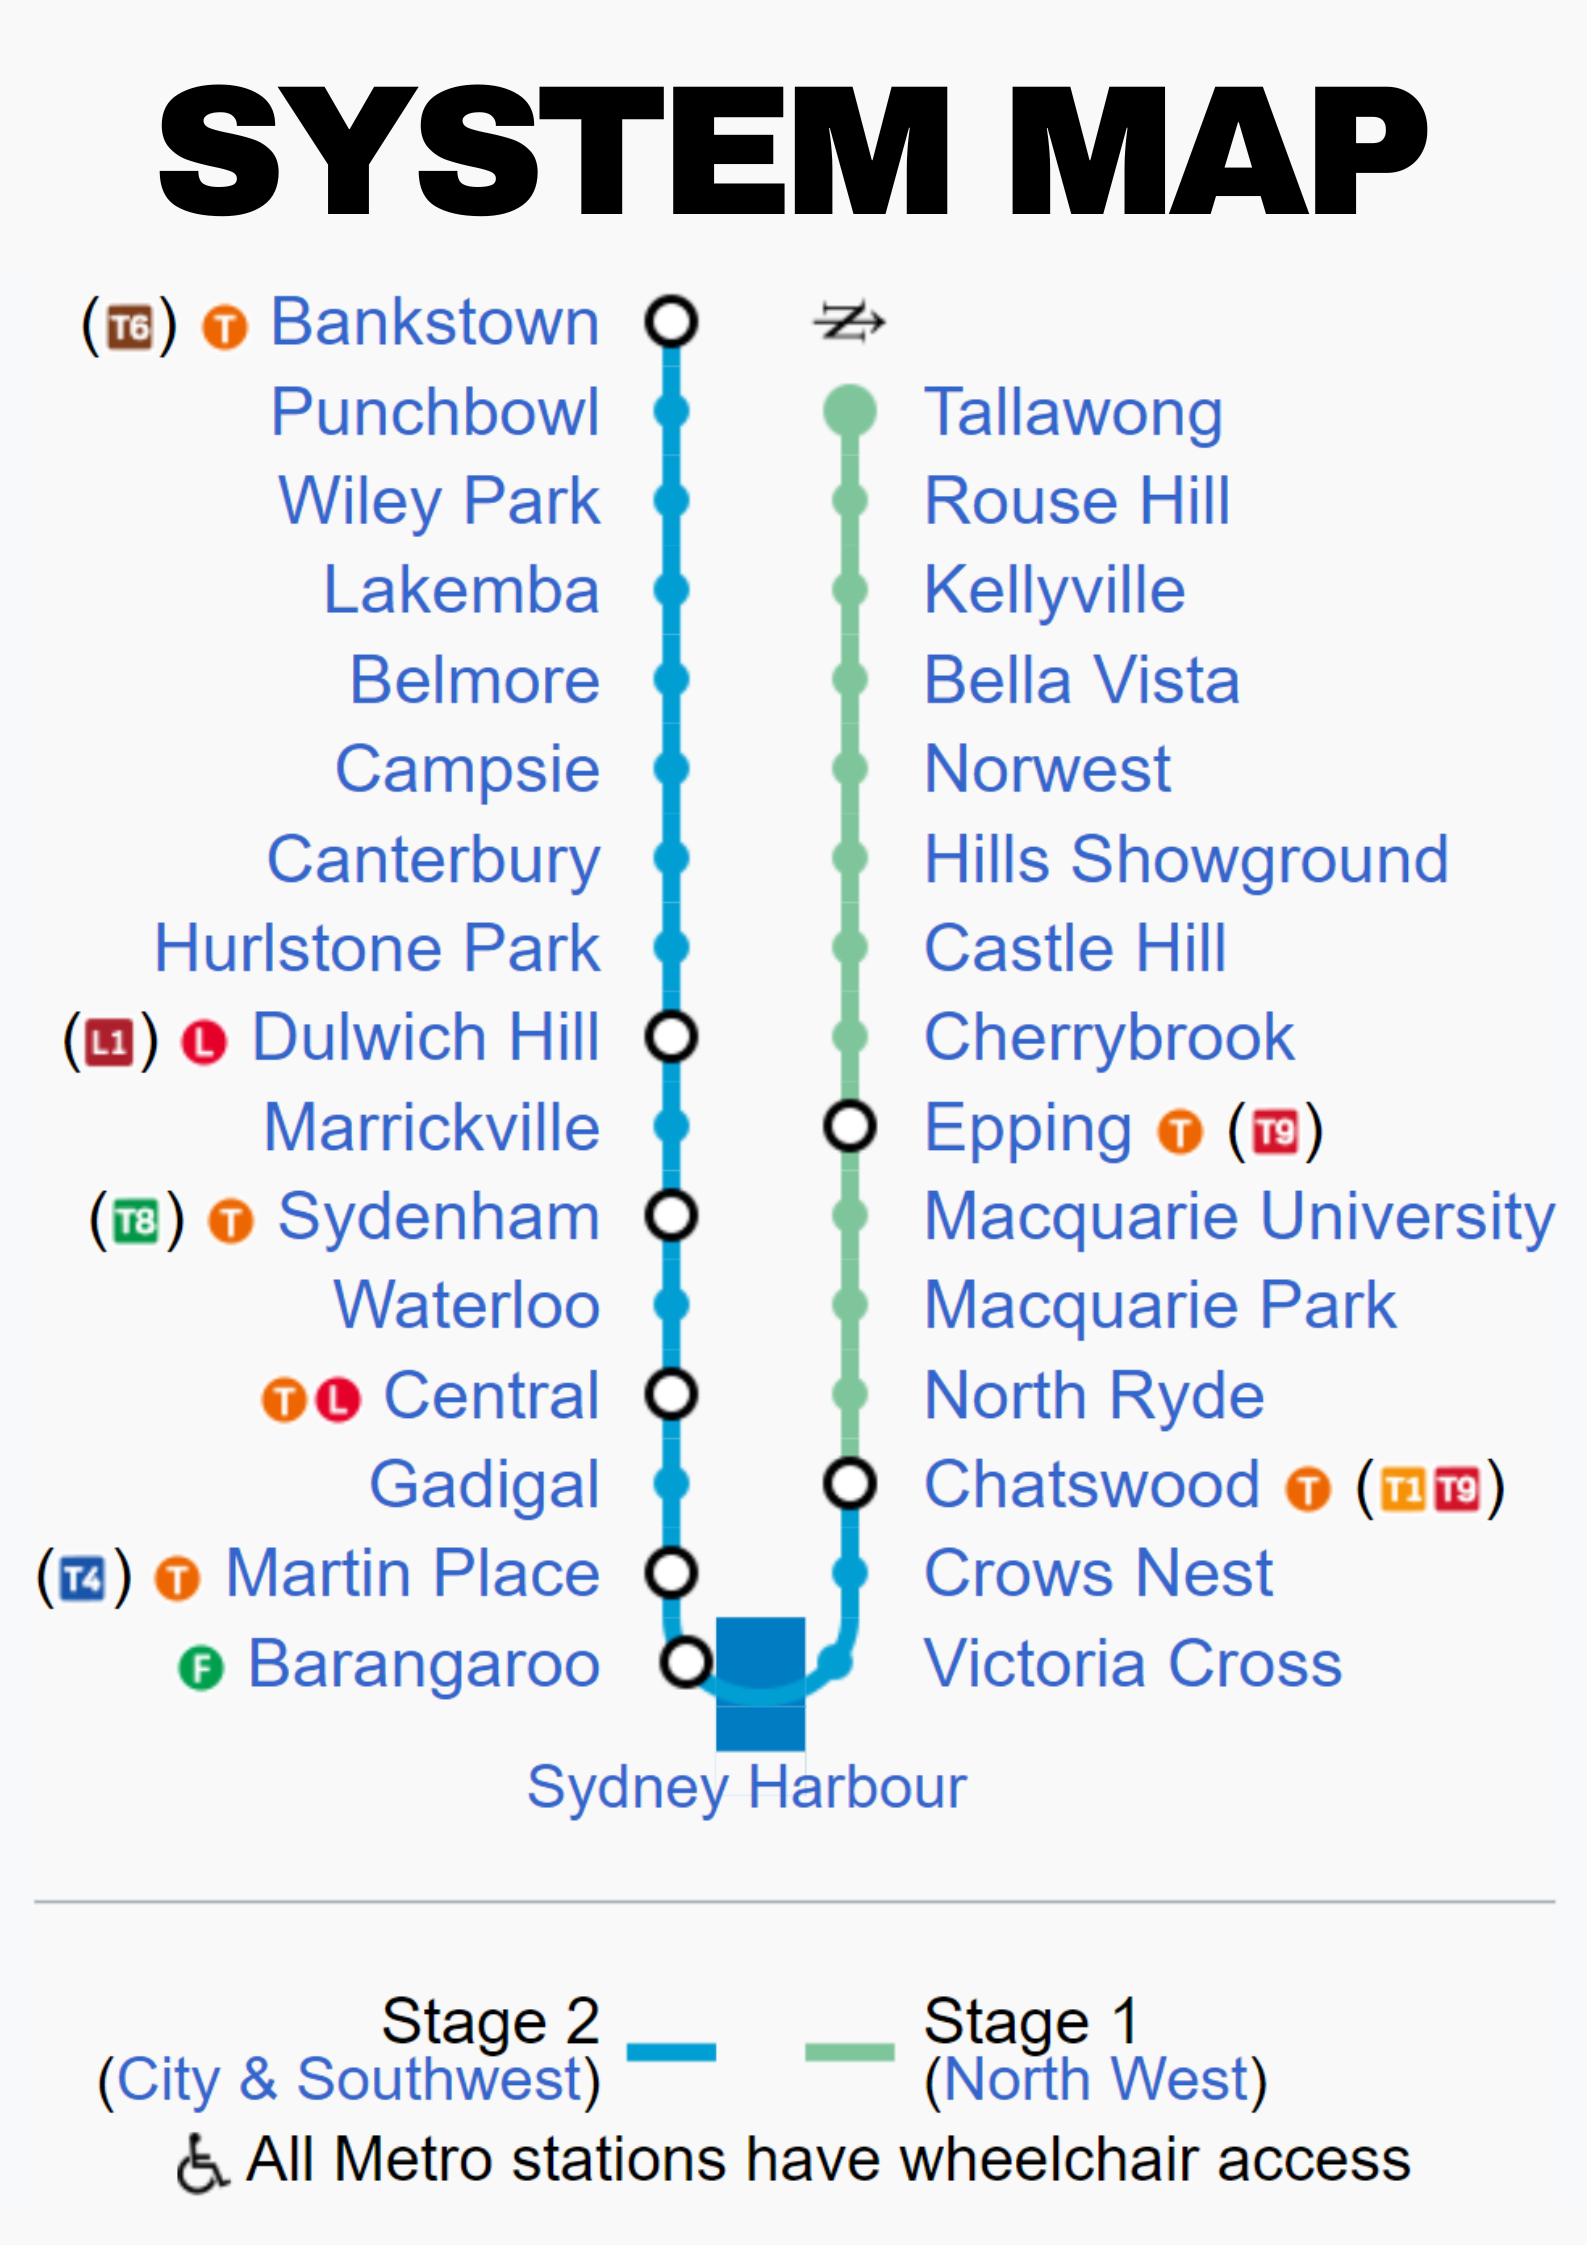 SYSTEM MAP
(T6) T Bankstown
Punchbowl Tallawong
Wiley Park Rouse Hill
Lakemba Kellyville
Belmore Bella Vista
Campsie Norwest
Canterbury Hills Showground
Hurlstone Park Castle Hill
(L1) L Dulwich Hill Cherrybrook
Marrickville Epping T (T9)
(T8) T Sydenham Macquarie University
Waterloo Macquarie Park
T L Central North Ryde
Gadigal Chatswood T (T1 T9)
(T4) T Martin Place Crows Nest
F Barangaroo Victoria Cross
Sydney Harbour
Stage 2 Stage 1
(City & Southwest) (North West)
All Metro stations have wheelchair access